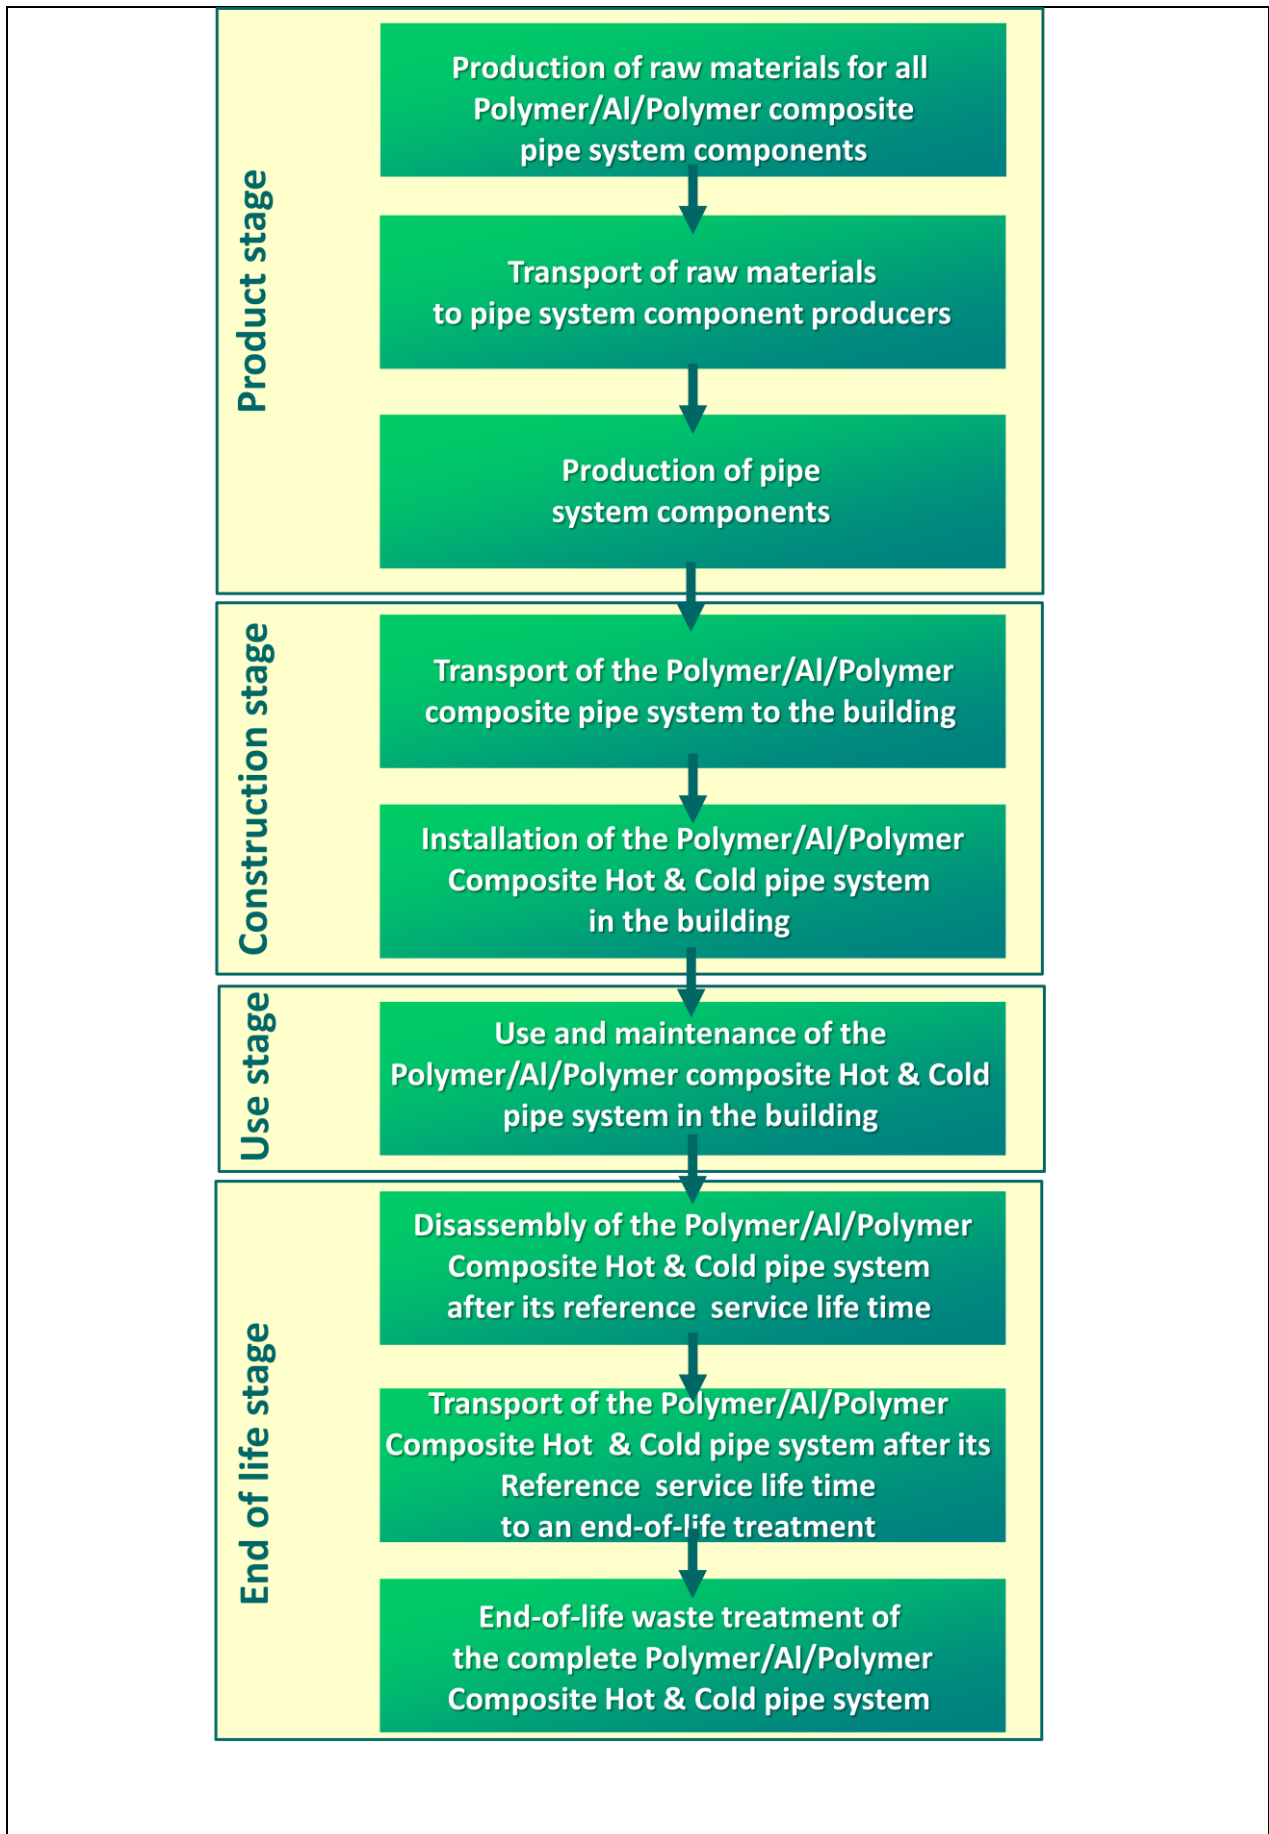 Product stage
Production of raw materials for all
Polymer/Al/Polymer composite
pipe system components
Transport of raw materials
to pipe system component producers
Production of pipe
system components
Construction stage
Transport of the Polymer/Al/Polymer
composite pipe system to the building
Installation of the Polymer/Al/Polymer
Composite Hot & Cold pipe system
in the building
Use stage
Use and maintenance of the
Polymer/Al/Polymer composite Hot & Cold
pipe system in the building
End of life stage
Disassembly of the Polymer/Al/Polymer
Composite Hot & Cold pipe system
after its reference  service life time
Transport of the Polymer/Al/Polymer
Composite Hot  & Cold pipe system after its
Reference  service life time
to an end-of-life treatment
End-of-life waste treatment of
the complete Polymer/Al/Polymer
Composite Hot & Cold pipe system